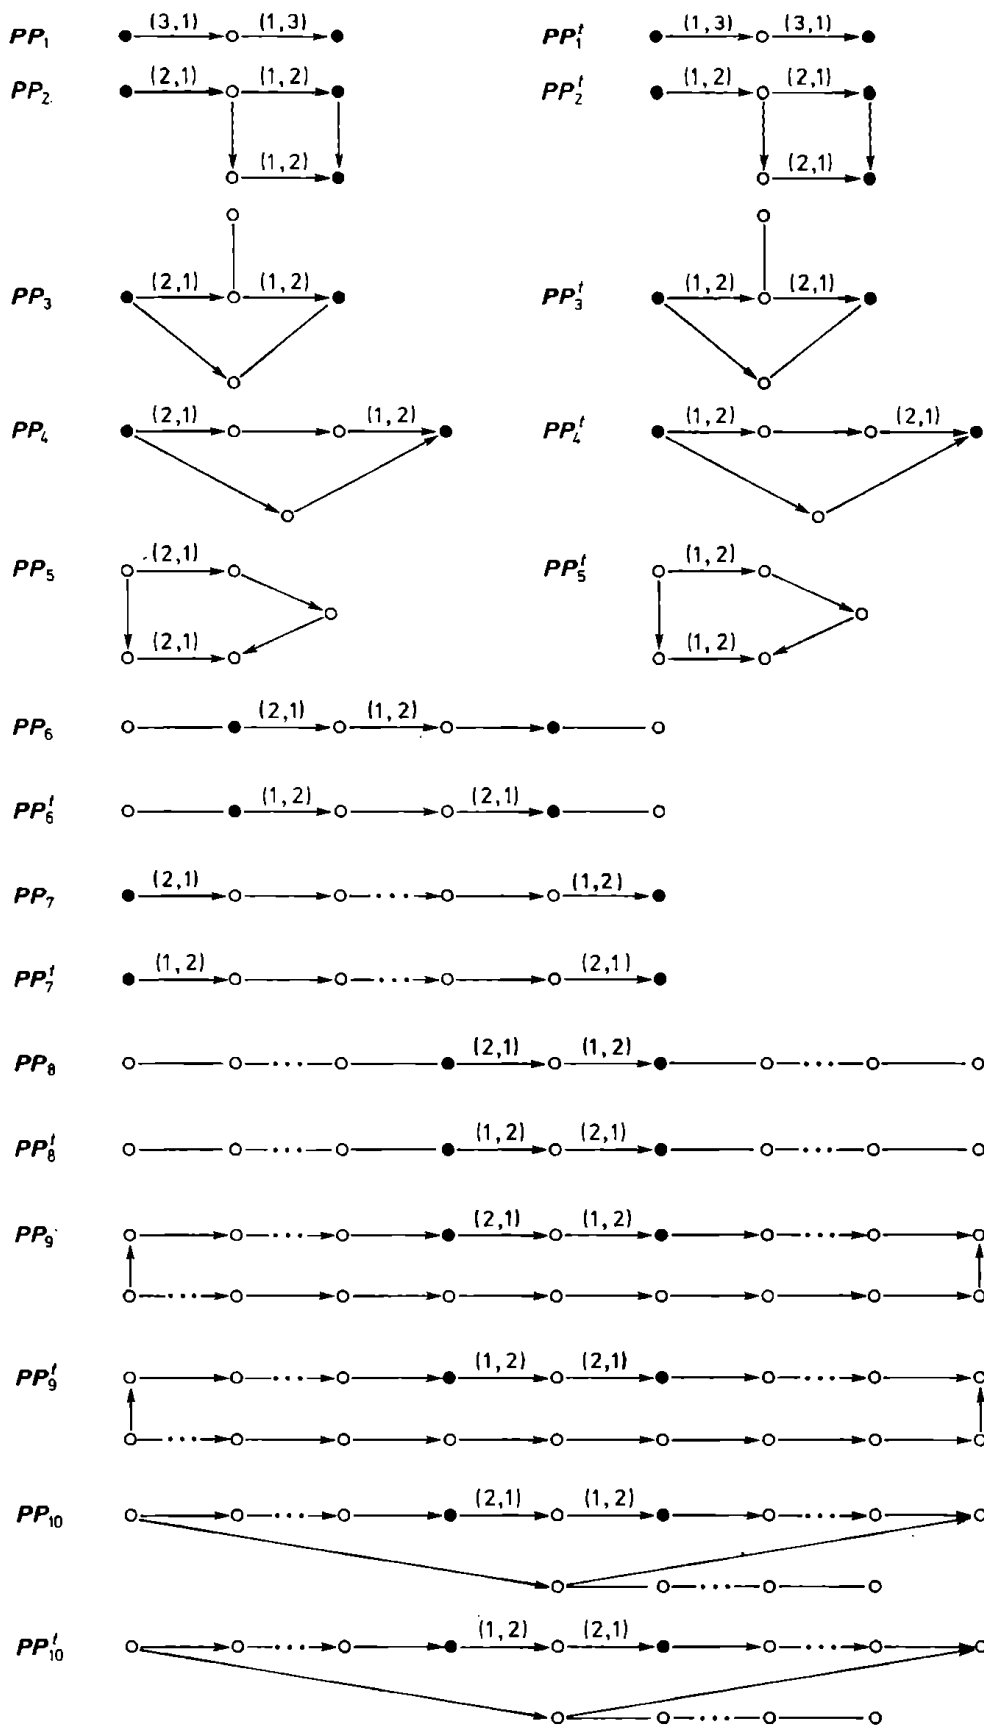 PP₁ (3,1) (1,3) PP₁ᵗ (1,3) (3,1)
PP₂ (2,1) (1,2) PP₂ᵗ (1,2) (2,1)
(1,2) (2,1)
PP₃ (2,1) (1,2) PP₃ᵗ (1,2) (2,1)
PP₄ (2,1) (1,2) PP₄ᵗ (1,2) (2,1)
PP₅ (2,1) PP₅ᵗ (1,2)
(2,1) (1,2)
PP₆ (2,1) (1,2)
PP₆ᵗ (1,2) (2,1)
PP₇ (2,1) (1,2)
PP₇ᵗ (1,2) (2,1)
PP₈ (2,1) (1,2)
PP₈ᵗ (1,2) (2,1)
PP₉ (2,1) (1,2)
PP₉ᵗ (1,2) (2,1)
PP₁₀ (2,1) (1,2)
PP₁₀ᵗ (1,2) (2,1)